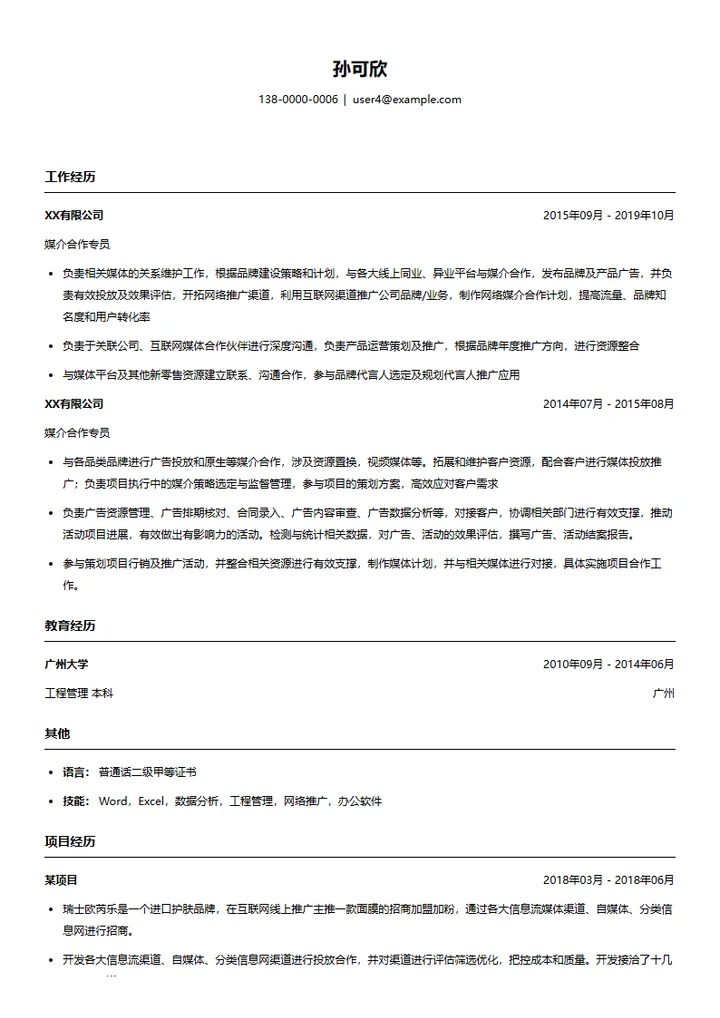 孙可欣
138-0000-0006 | user4@example.com
工作经历
XX有限公司 2015年09月 - 2019年10月
媒介合作专员
• 负责相关媒体的关系维护工作，根据品牌建设策略和计划，与各大线上同业、异业平台与媒介合作，发布品牌及产品广告，并负
责有效投放及效果评估，开拓网络推广渠道，利用互联网渠道推广公司品牌/业务，制作网络媒介合作计划，提高流量、品牌知
名度和用户转化率
• 负责于关联公司、互联网媒体合作伙伴进行深度沟通，负责产品运营策划及推广，根据品牌年度推广方向，进行资源整合
• 与媒体平台及其他新零售资源建立联系、沟通合作，参与品牌代言人选定及规划代言人推广应用
XX有限公司 2014年07月 - 2015年08月
媒介合作专员
• 与各品类品牌进行广告投放和原生等媒介合作，涉及资源置换，视频媒体等。拓展和维护客户资源，配合客户进行媒体投放推
广；负责项目执行中的媒介策略选定与监督管理，参与项目的策划方案，高效应对客户需求
• 负责广告资源管理、广告排期核对、合同录入、广告内容审查、广告数据分析等，对接客户，协调相关部门进行有效支撑，推动
活动项目进展，有效做出有影响力的活动。检测与统计相关数据，对广告、活动的效果评估，撰写广告、活动结案报告。
• 参与策划项目行销及推广活动，并整合相关资源进行有效支撑，制作媒体计划，并与相关媒体进行对接，具体实施项目合作工
作。
教育经历
广州大学 2010年09月 - 2014年06月
工程管理 本科 广州
其他
• 语言： 普通话二级甲等证书
• 技能： Word，Excel，数据分析，工程管理，网络推广，办公软件
项目经历
某项目 2018年03月 - 2018年06月
• 瑞士欧芮乐是一个进口护肤品牌，在互联网线上推广主推一款面膜的招商加盟加粉，通过各大信息流媒体渠道、自媒体、分类信
息网进行招商。
• 开发各大信息流渠道、自媒体、分类信息网渠道进行投放合作，并对渠道进行评估筛选优化，把控成本和质量。开发接洽了十几